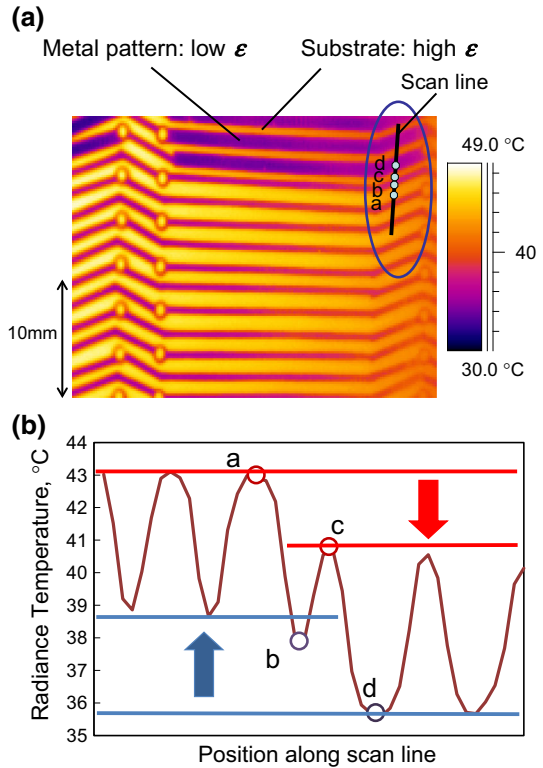 (a)
Metal pattern: low ε
Substrate: high ε
Scan line
49.0 °C
d
c
b
a
40
10mm
30.0 °C
(b)
Radiance Temperature, °C
44
43
42
41
40
39
38
37
36
35
a
c
b
d
Position along scan line